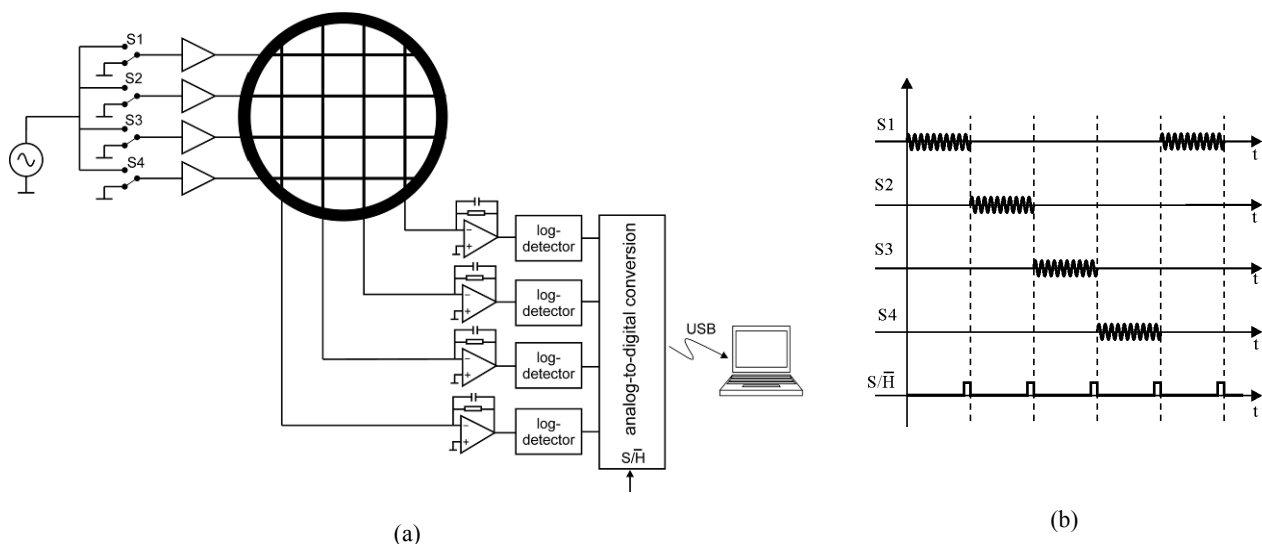 S1
S2
S3
S4
−
+
log-
detector
−
+
log-
detector
−
+
log-
detector
−
+
log-
detector
analog-to-digital conversion
S/H̅
USB
(a)
S1
t
S2
t
S3
t
S4
t
S/H̅
t
(b)